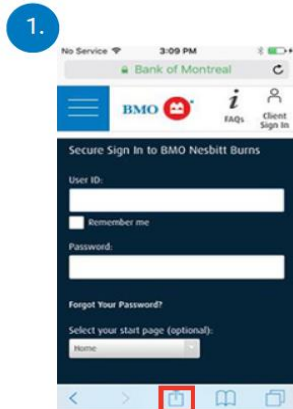 1.
No Service 3:09 PM
Bank of Montreal
BMO
FAQs
Client
Sign In
Secure Sign In to BMO Nesbitt Burns
User ID:
Remember me
Password:
Forgot Your Password?
Select your start page (optional):
Home